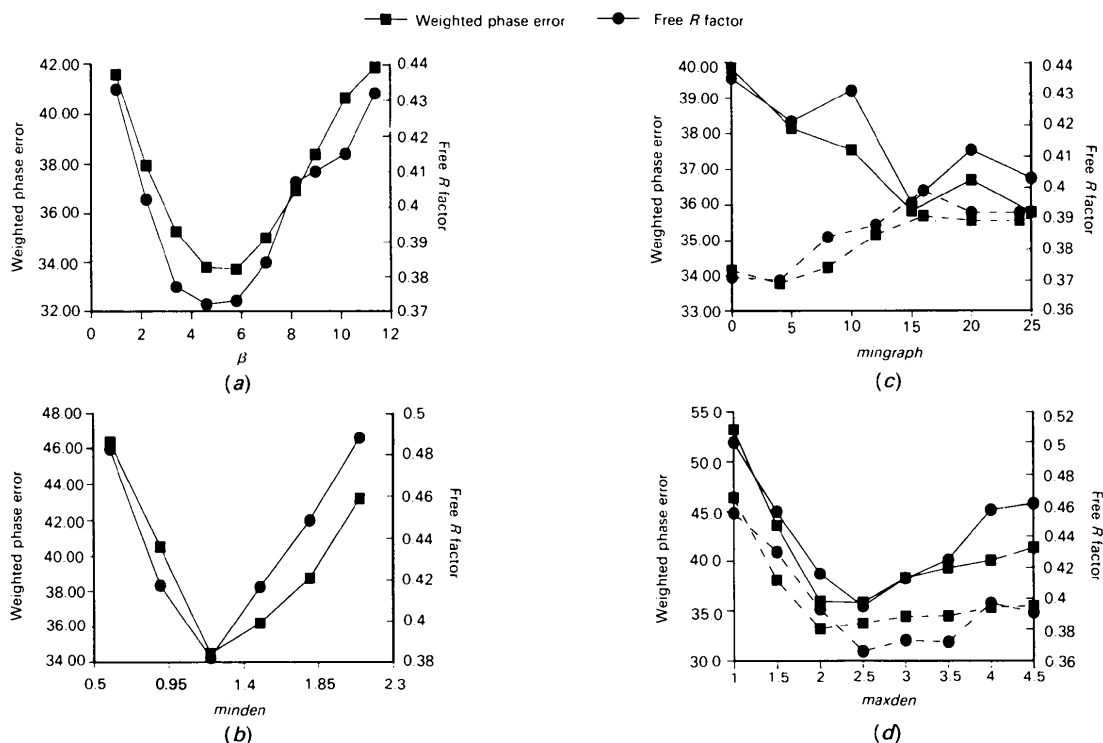 Weighted phase error Free R factor
42.00
40.00
38.00
36.00
34.00
32.00
Weighted phase error
0.44
0.43
0.42
0.41
0.4
0.39
0.38
0.37
Free R factor
0 2 4 6 8 10 12
β
(a)
40.00
39.00
38.00
37.00
36.00
35.00
34.00
33.00
Weighted phase error
0.44
0.43
0.42
0.41
0.4
0.39
0.38
0.37
0.36
Free R factor
0 5 10 15 20 25
mingraph
(c)
48.00
46.00
44.00
42.00
40.00
38.00
36.00
34.00
Weighted phase error
0.5
0.48
0.46
0.44
0.42
0.4
0.38
Free R factor
0.5 0.95 1.4 1.85 2.3
minden
(b)
55.0
50.0
45.0
40.0
35.0
30.0
Weighted phase error
0.52
0.5
0.48
0.46
0.44
0.42
0.4
0.38
0.36
Free R factor
1 1.5 2 2.5 3 3.5 4 4.5
maxden
(d)